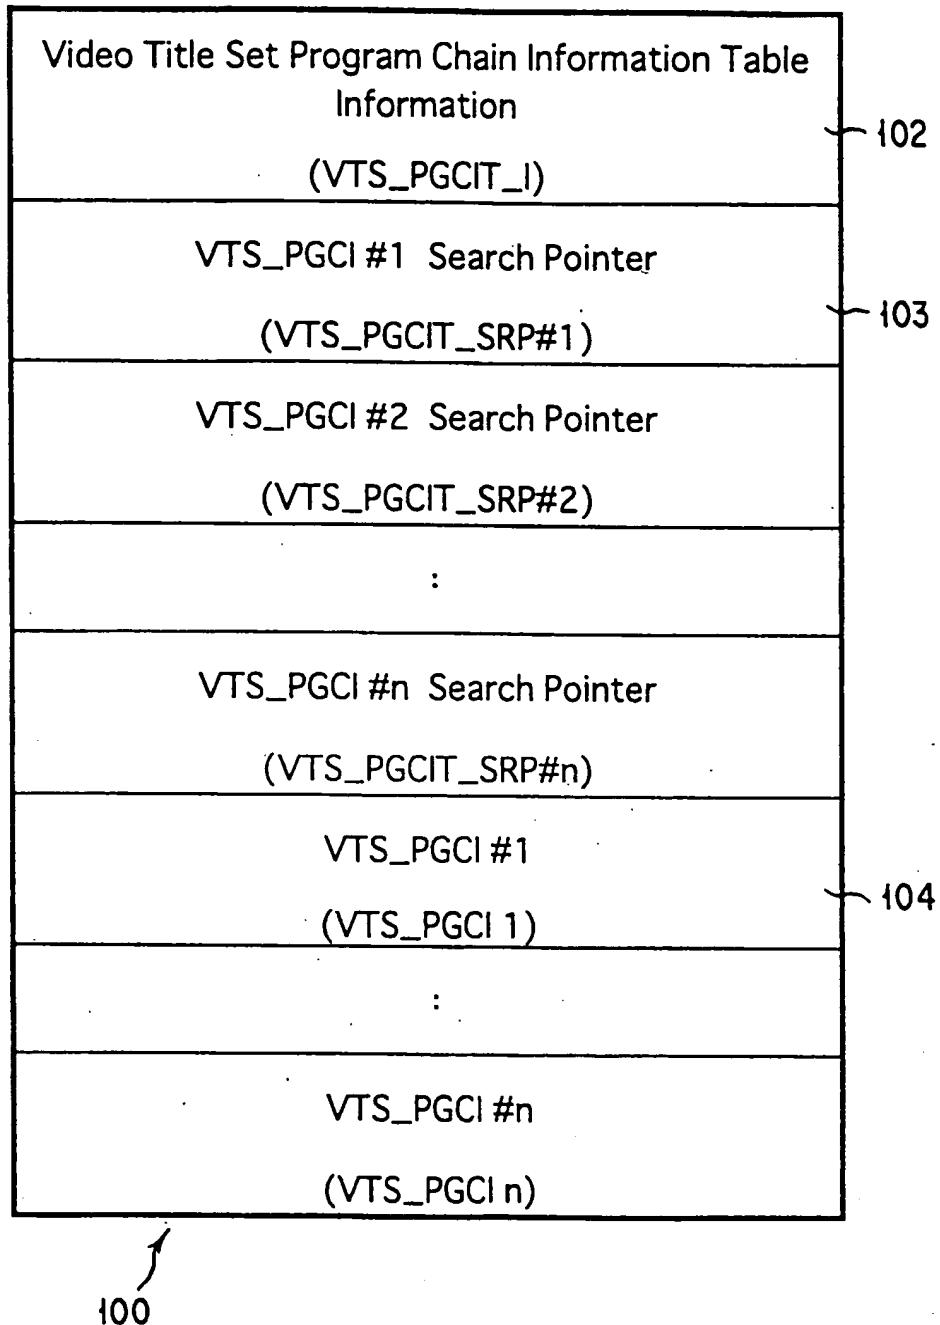 Video Title Set Program Chain Information Table
Information
(VTS_PGCIT_I)
102
VTS_PGCI #1 Search Pointer
(VTS_PGCIT_SRP#1)
103
VTS_PGCI #2 Search Pointer
(VTS_PGCIT_SRP#2)
:
VTS_PGCI #n Search Pointer
(VTS_PGCIT_SRP#n)
VTS_PGCI #1
(VTS_PGCI 1)
104
:
VTS_PGCI #n
(VTS_PGCI n)
100